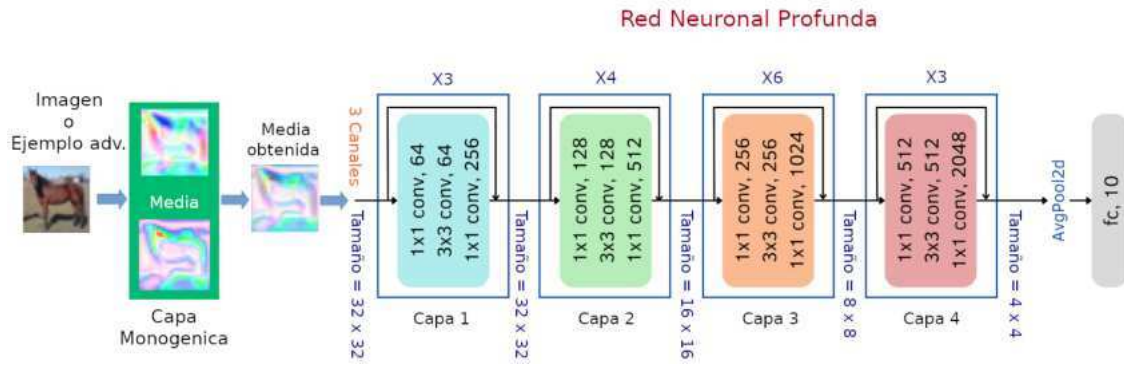 Red Neuronal Profunda
Imagen
o
Ejemplo adv.
Media
Capa
Monogenica
Media
obtenida
3 Canales
Tamaño = 32 x 32
X3
1x1 conv, 64
3x3 conv, 64
1x1 conv, 256
Capa 1
Tamaño = 32 x 32
X4
1x1 conv, 128
3x3 conv, 128
1x1 conv, 512
Capa 2
Tamaño = 16 x 16
X6
1x1 conv, 256
3x3 conv, 256
1x1 conv, 1024
Capa 3
Tamaño = 8 x 8
X3
1x1 conv, 512
3x3 conv, 512
1x1 conv, 2048
Capa 4
Tamaño = 4 x 4
AvgPool2d
fc, 10